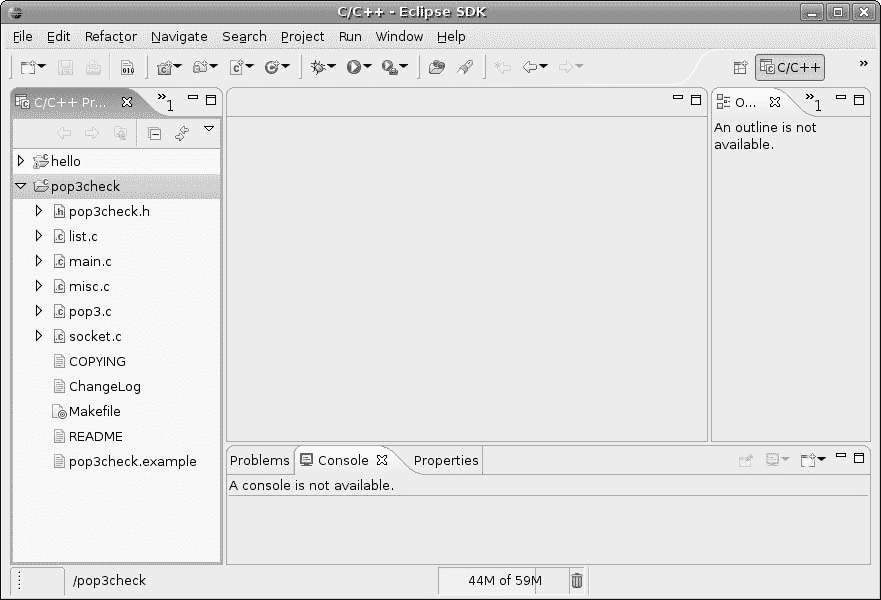 C/C++ - Eclipse SDK
File Edit Refactor Navigate Search Project Run Window Help
C/C++ »
C/C++ Pr... »1
O... »1
An outline is not
available.
hello
pop3check
.h pop3check.h
.c list.c
.c main.c
.c misc.c
.c pop3.c
.c socket.c
COPYING
ChangeLog
Makefile
README
pop3check.example
Problems Console Properties
A console is not available.
/pop3check 44M of 59M